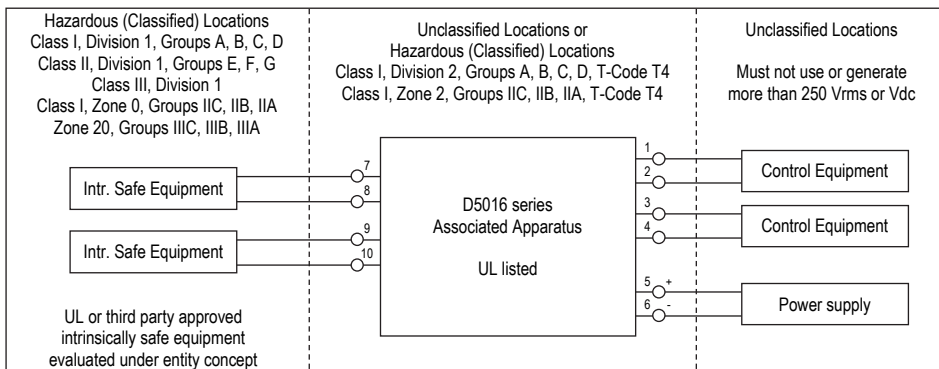 Hazardous (Classified) Locations
Class I, Division 1, Groups A, B, C, D
Class II, Division 1, Groups E, F, G
Class III, Division 1
Class I, Zone 0, Groups IIC, IIB, IIA
Zone 20, Groups IIIC, IIIB, IIIA
Unclassified Locations or
Hazardous (Classified) Locations
Class I, Division 2, Groups A, B, C, D, T-Code T4
Class I, Zone 2, Groups IIC, IIB, IIA, T-Code T4
Unclassified Locations
Must not use or generate
more than 250 Vrms or Vdc
Intr. Safe Equipment
7
8
Intr. Safe Equipment
9
10
UL or third party approved
intrinsically safe equipment
evaluated under entity concept
D5016 series
Associated Apparatus
UL listed
1
2
Control Equipment
3
4
Control Equipment
5 +
6 -
Power supply